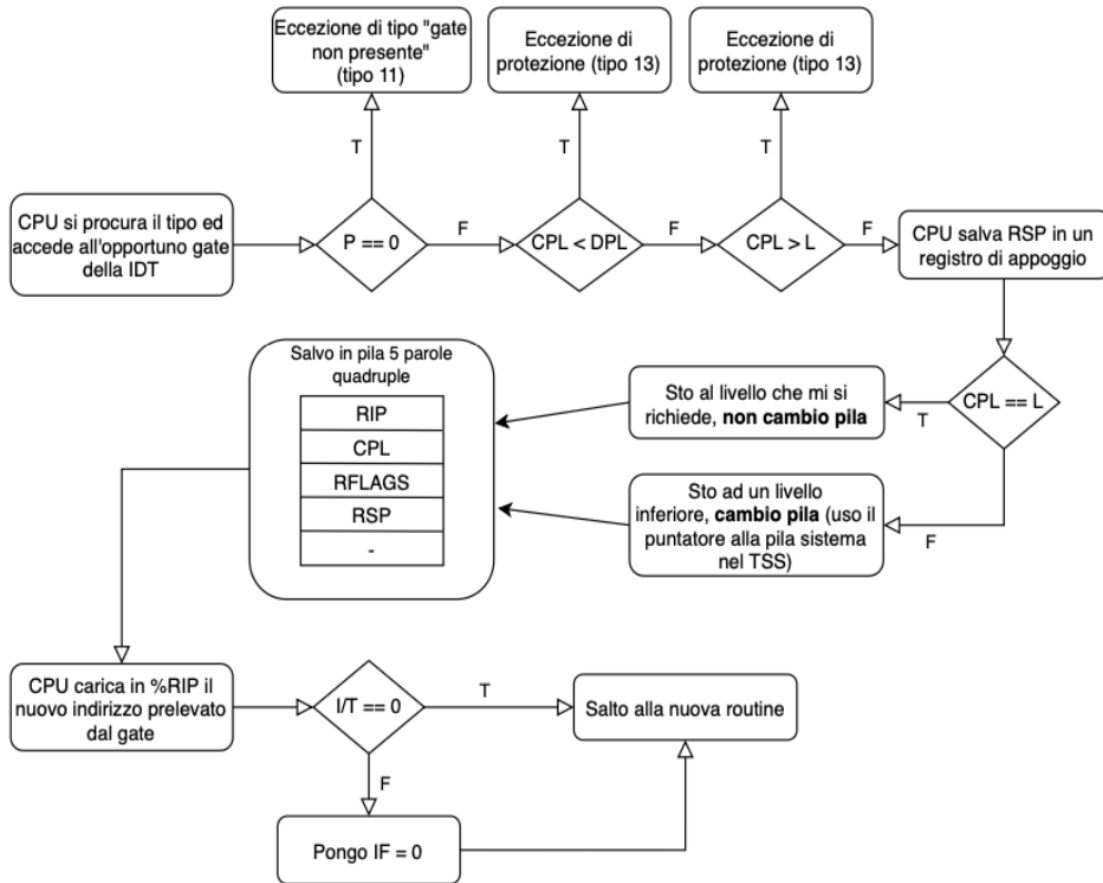 Eccezione di tipo "gate
non presente"
(tipo 11)
Eccezione di
protezione (tipo 13)
Eccezione di
protezione (tipo 13)
T
T
T
CPU si procura il tipo ed
accede all'opportuno gate
della IDT
P == 0
F
CPL < DPL
F
CPL > L
F
CPU salva RSP in un
registro di appoggio
Salvo in pila 5 parole
quadruple
RIP
CPL
RFLAGS
RSP
-
Sto al livello che mi si
richiede, non cambio pila
T
CPL == L
Sto ad un livello
inferiore, cambio pila (uso il
puntatore alla pila sistema
nel TSS)
F
CPU carica in %RIP il
nuovo indirizzo prelevato
dal gate
I/T == 0
T
Salto alla nuova routine
F
Pongo IF = 0